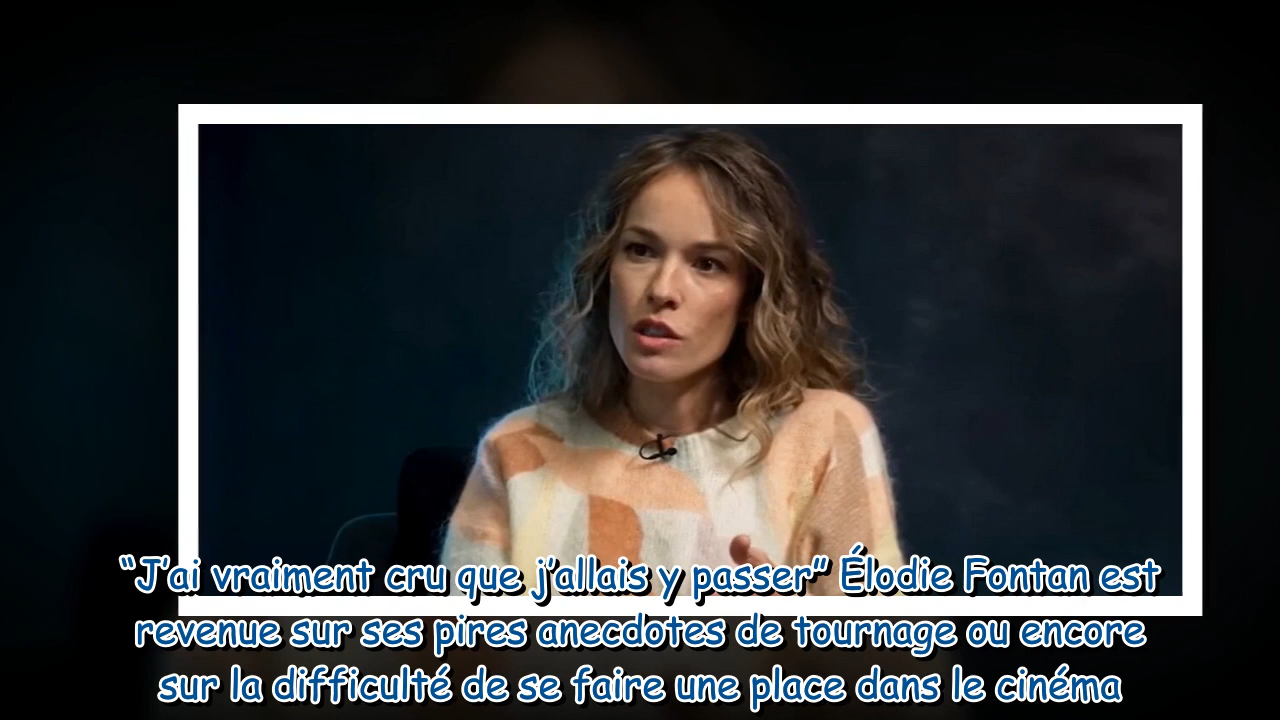 “J’ai vraiment cru que j’allais y passer” Élodie Fontan est
revenue sur ses pires anecdotes de tournage ou encore
sur la difficulté de se faire une place dans le cinéma